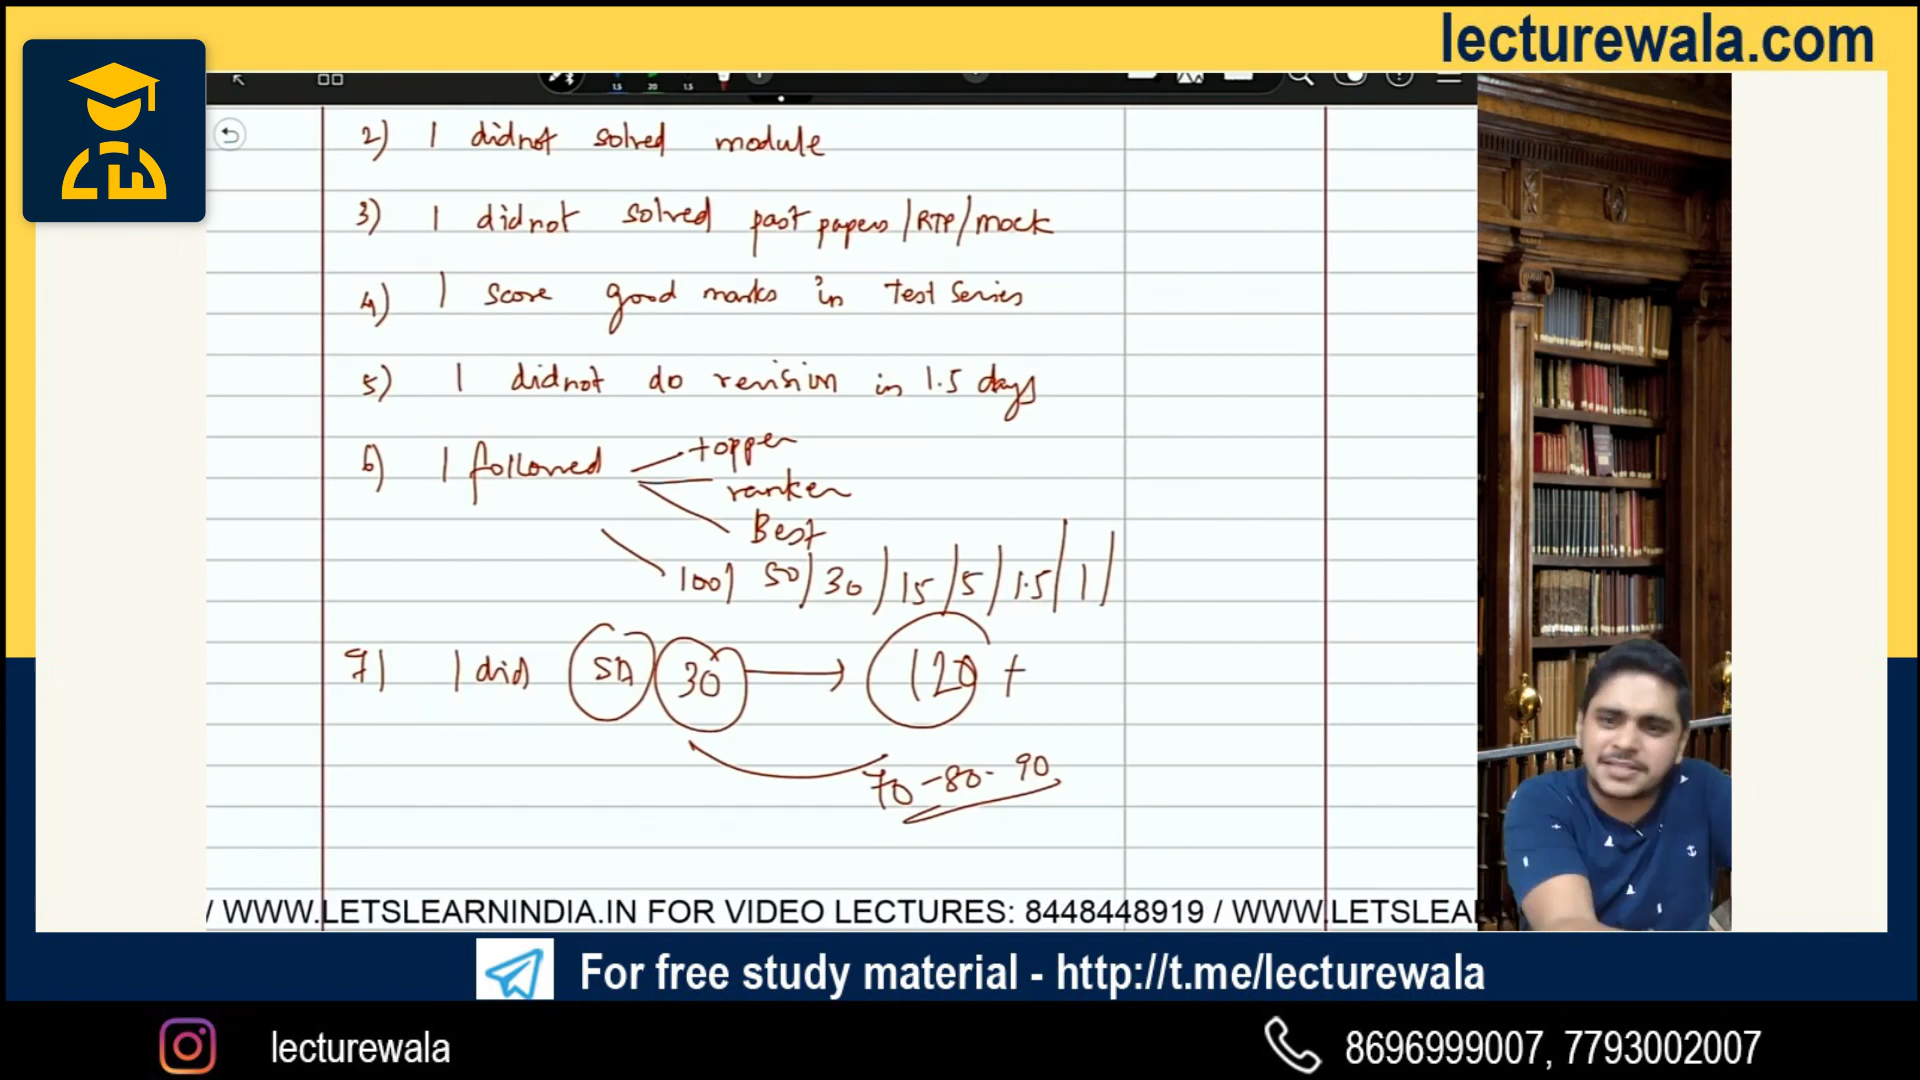 lecturewala.com
2) I didnot solved module
3) I didnot solved past papers/RTP/mock
4) I score good marks in test series
5) I didnot do revision in 1.5 days
6) I followed topper
ranker
Best
100% 50/30/15/5/1.5/1/
7) I did SA 30 → 120+
70-80-90
/ WWW.LETSLEARNINDIA.IN FOR VIDEO LECTURES: 8448448919 / WWW.LETSLEA
For free study material - http://t.me/lecturewala
lecturewala
8696999007, 7793002007